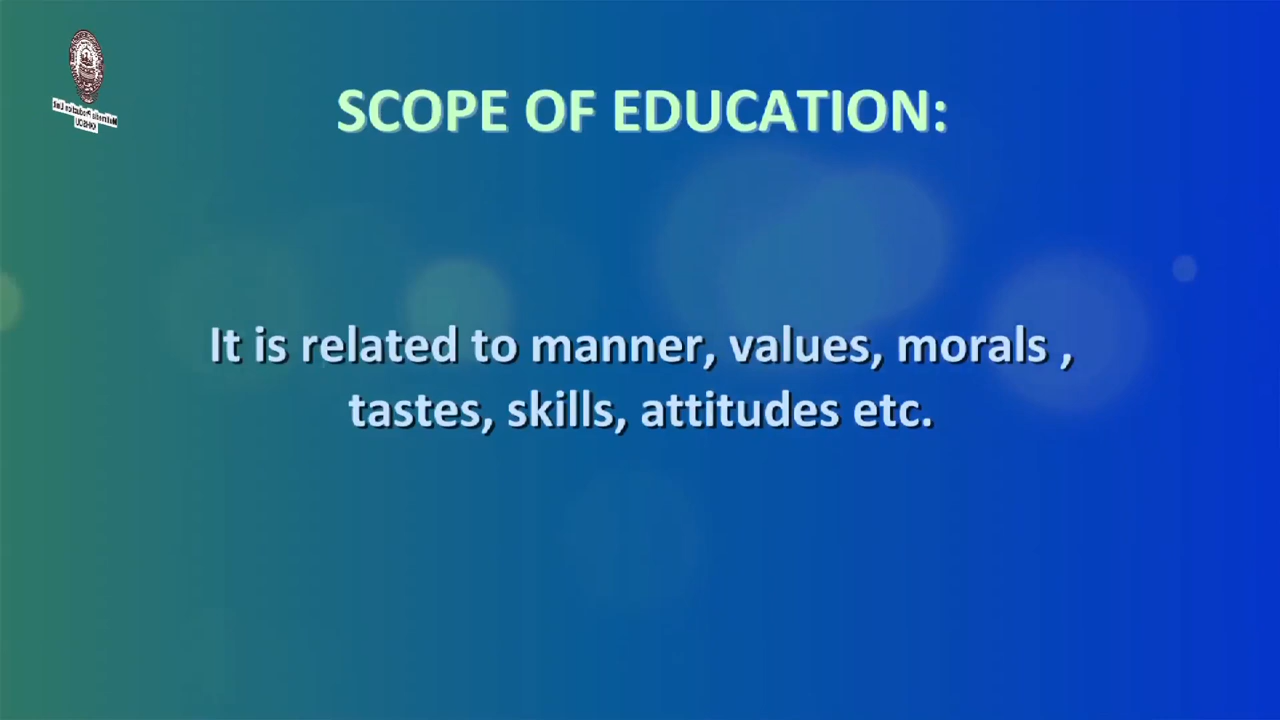 SCOPE OF EDUCATION:
It is related to manner, values, morals ,
tastes, skills, attitudes etc.